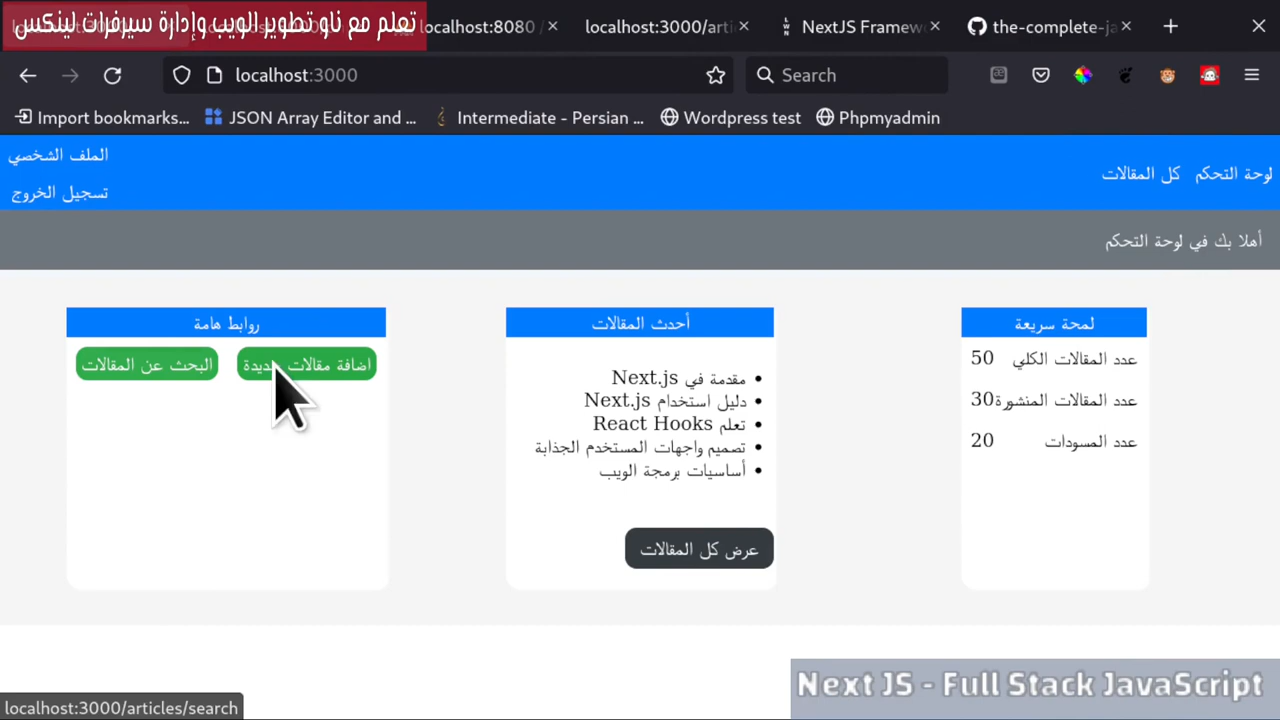 تعلم مع ناو تطوير الويب وإدارة سيرفرات لينكس
localhost:8080 /
localhost:3000/arti
NextJS Framew
the-complete-ja
localhost:3000
Search
Import bookmarks...
JSON Array Editor and ...
Intermediate - Persian ...
Wordpress test
Phpmyadmin
لوحة التحكم
كل المقالات
الملف الشخصي
تسجيل الخروج
أهلا بك في لوحة التحكم
لمحة سريعة
عدد المقالات الكلي 50
عدد المقالات المنشورة 30
عدد المسودات 20
أحدث المقالات
مقدمة في Next.js
دليل استخدام Next.js
تعلم React Hooks
تصميم واجهات المستخدم الجذابة
أساسيات برمجة الويب
عرض كل المقالات
روابط هامة
اضافة مقالات جديدة
البحث عن المقالات
Next JS - Full Stack JavaScript
localhost:3000/articles/search